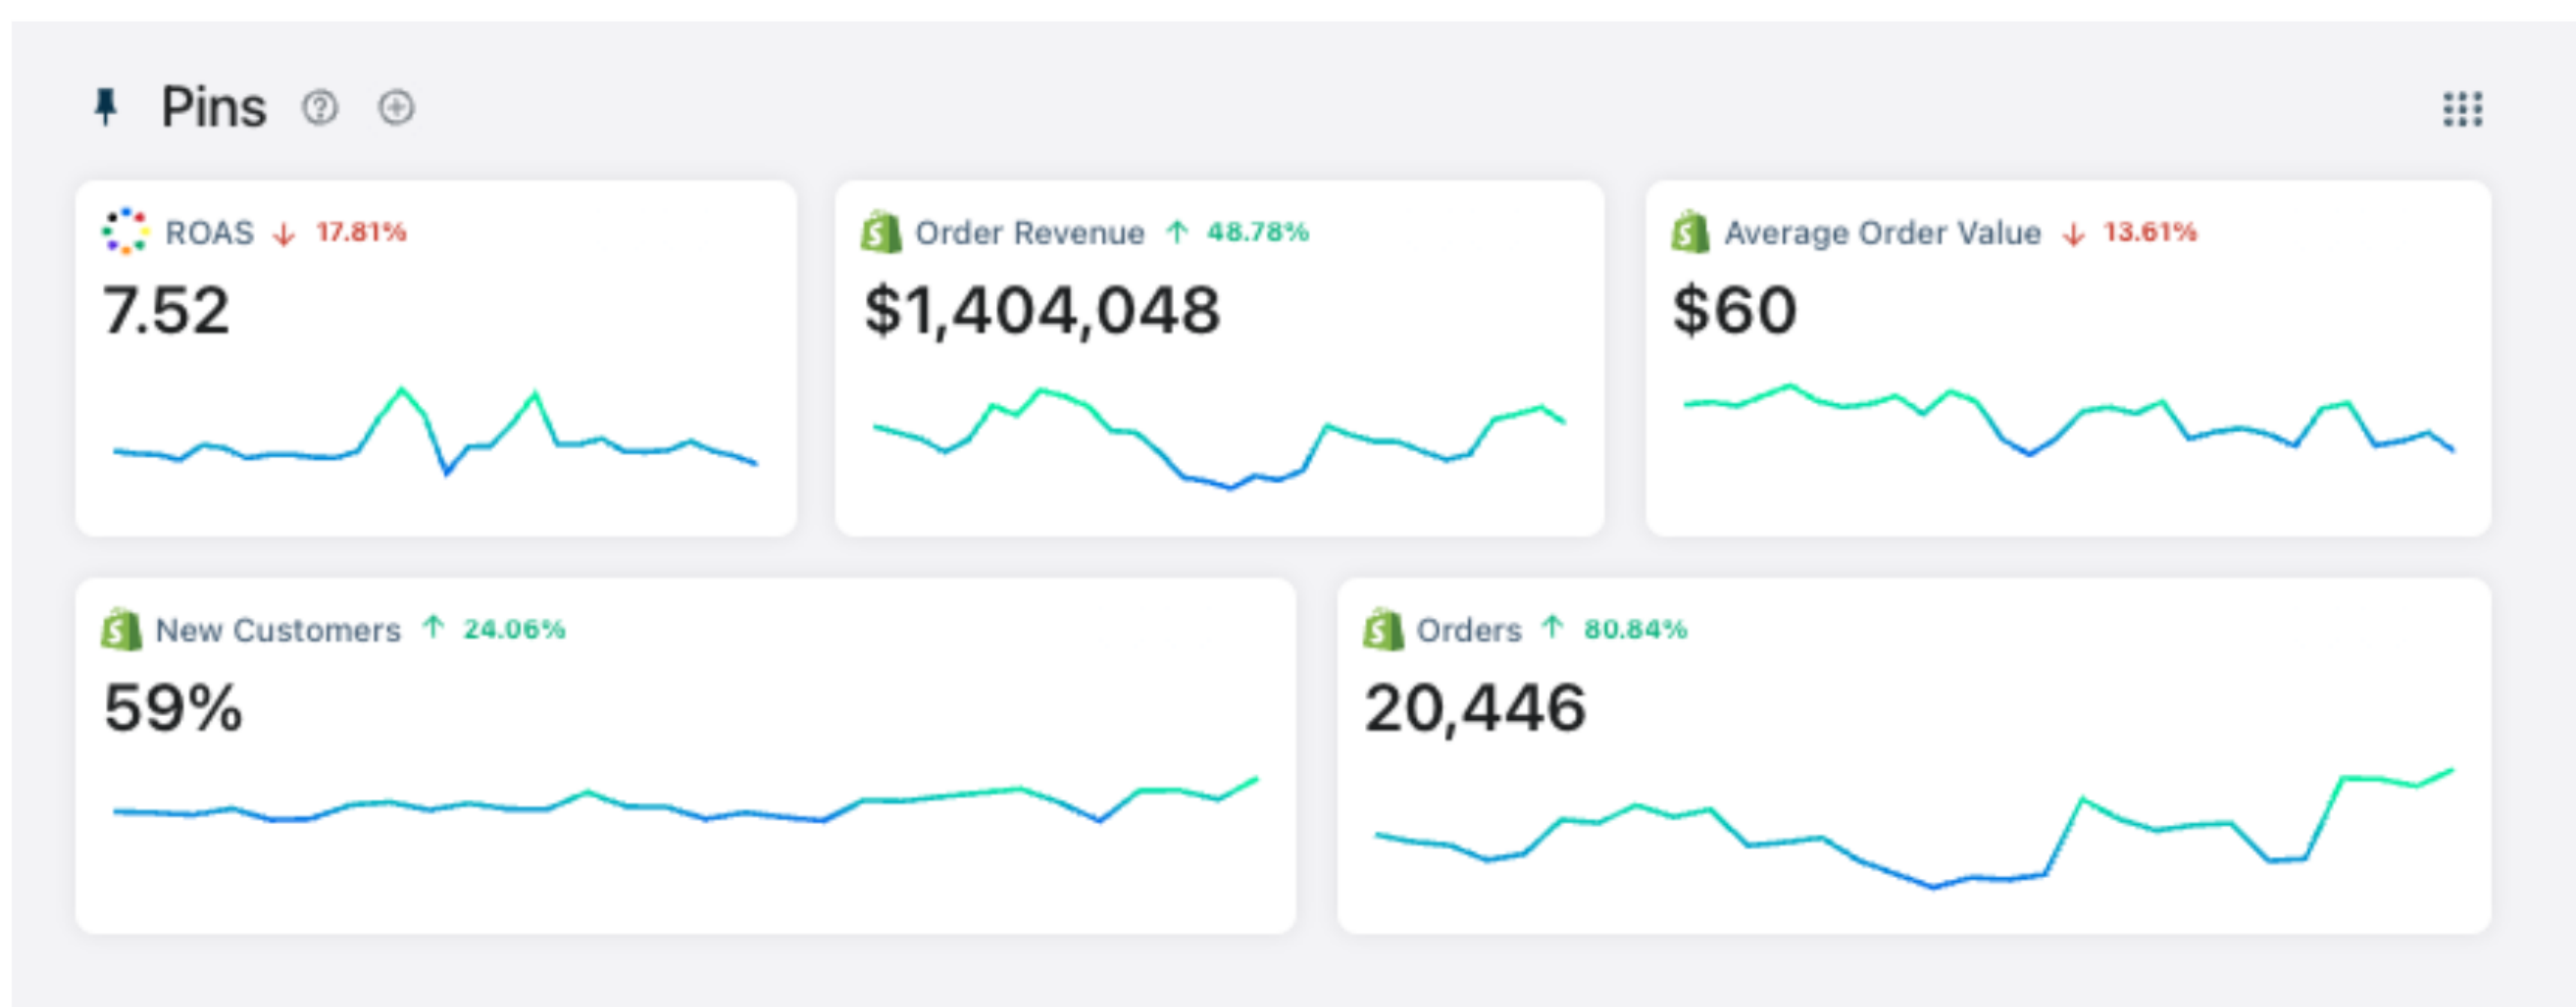 Pins
ROAS ↓ 17.81%
7.52
Order Revenue ↑ 48.78%
$1,404,048
Average Order Value ↓ 13.61%
$60
New Customers ↑ 24.06%
59%
Orders ↑ 80.84%
20,446